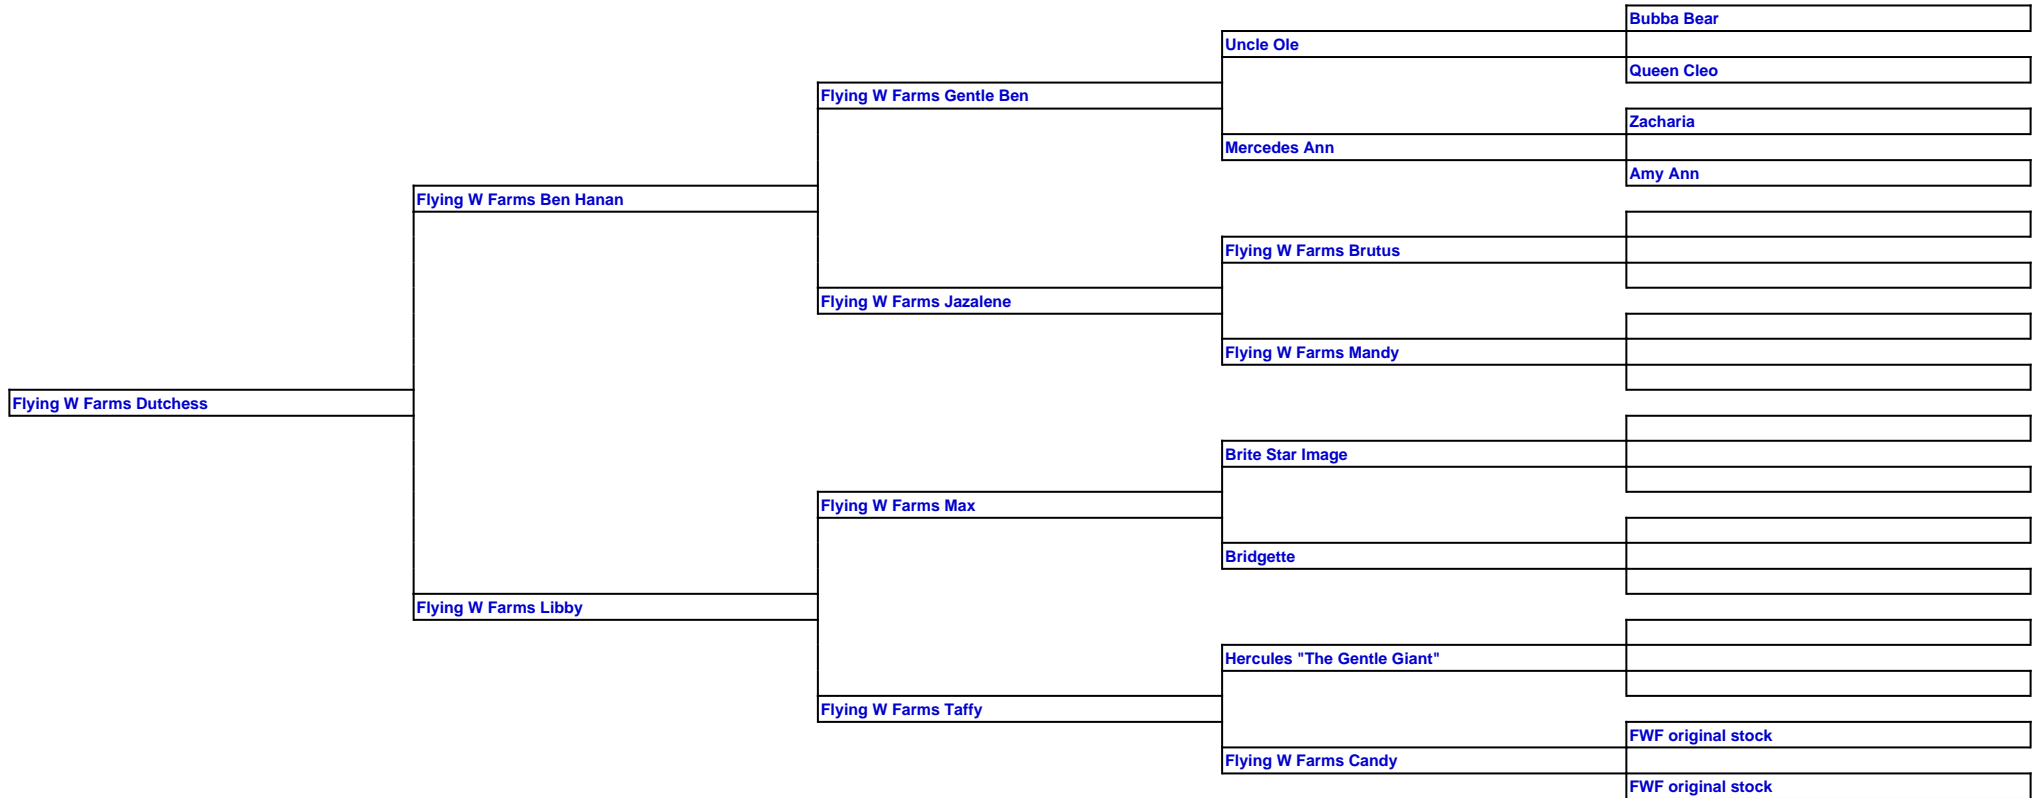 Bubba Bear
Uncle Ole
Queen Cleo
Flying W Farms Gentle Ben
Zacharia
Mercedes Ann
Amy Ann
Flying W Farms Ben Hanan
Flying W Farms Brutus
Flying W Farms Jazalene
Flying W Farms Mandy
Flying W Farms Dutchess
Brite Star Image
Flying W Farms Max
Bridgette
Flying W Farms Libby
Hercules "The Gentle Giant"
Flying W Farms Taffy
FWF original stock
Flying W Farms Candy
FWF original stock